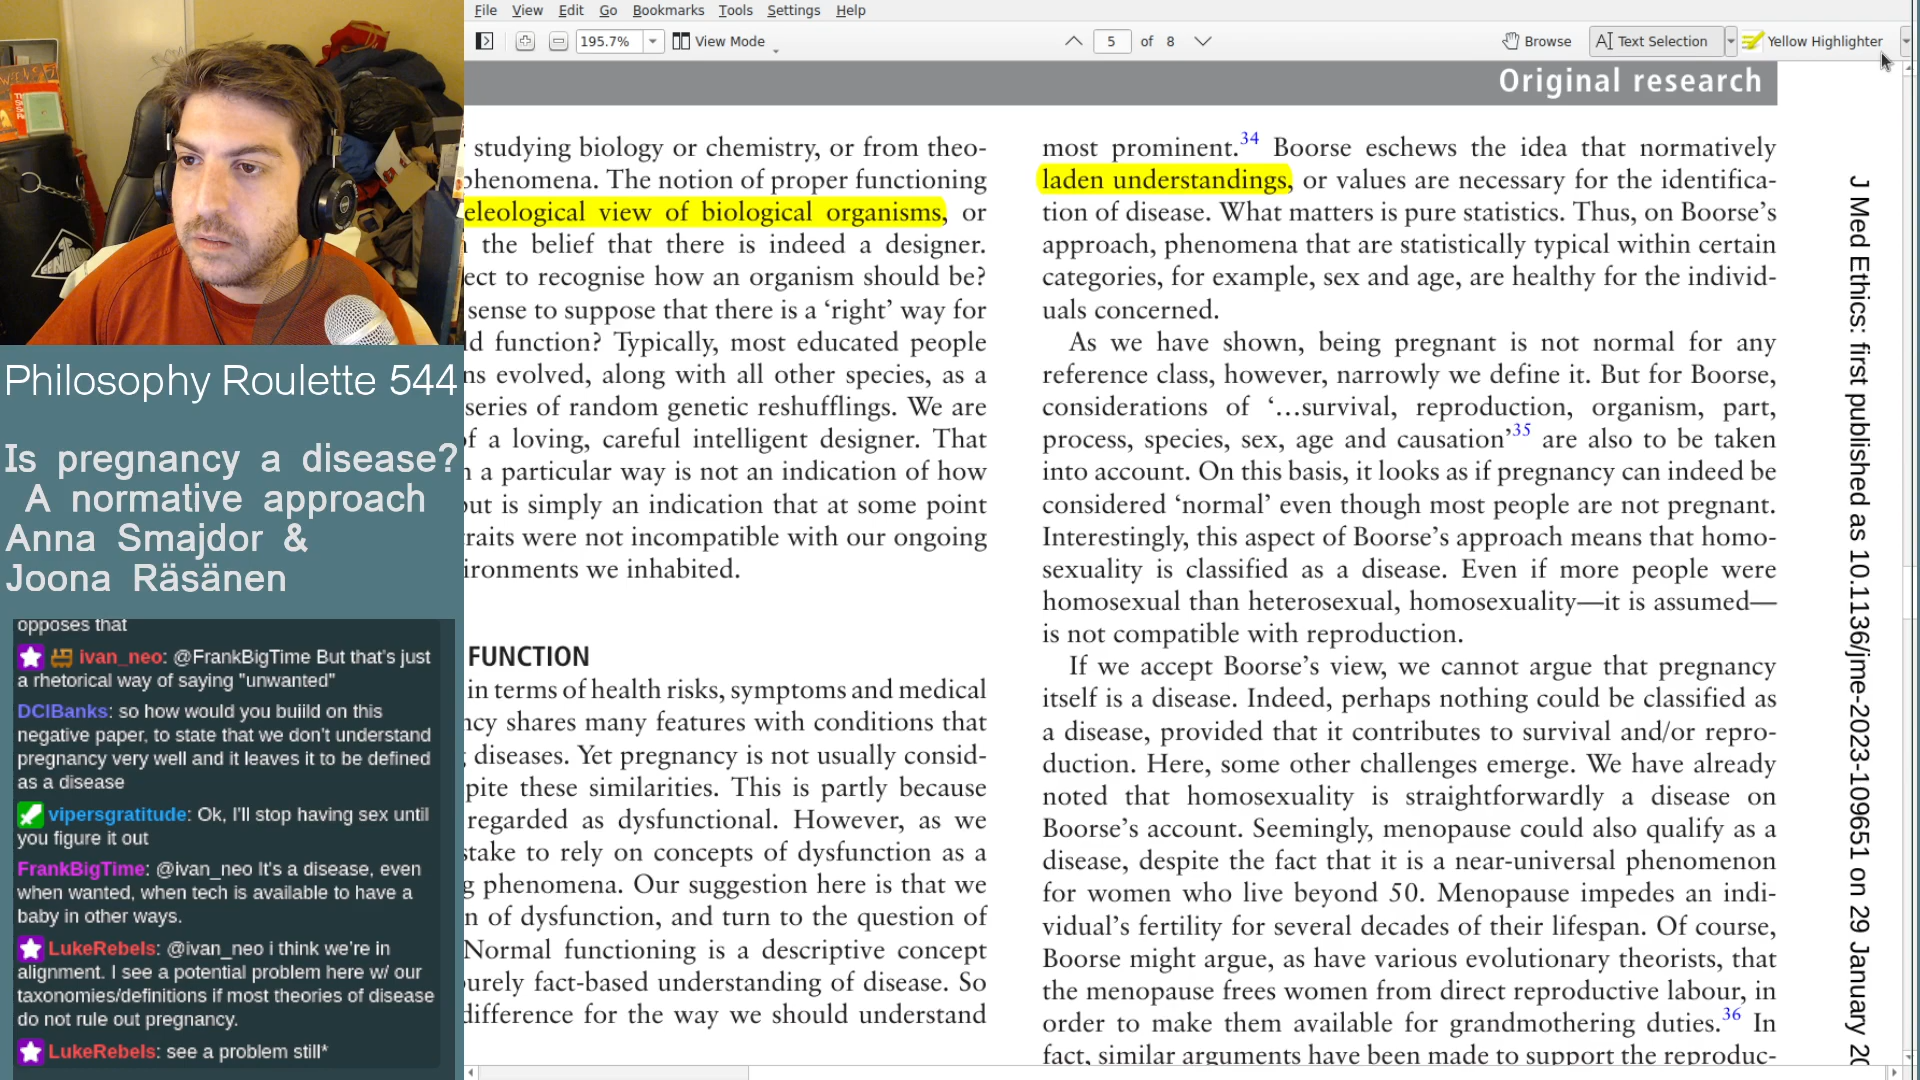 File View Edit Go Bookmarks Tools Settings Help
195.7% View Mode 5 of 8 Browse Text Selection Yellow Highlighter
Original research
studying biology or chemistry, or from theo-
phenomena. The notion of proper functioning
eleological view of biological organisms, or
the belief that there is indeed a designer.
ect to recognise how an organism should be?
sense to suppose that there is a ‘right’ way for
d function? Typically, most educated people
ns evolved, along with all other species, as a
series of random genetic reshufflings. We are
f a loving, careful intelligent designer. That
a particular way is not an indication of how
out is simply an indication that at some point
raits were not incompatible with our ongoing
ironments we inhabited.
FUNCTION
in terms of health risks, symptoms and medical
ncy shares many features with conditions that
diseases. Yet pregnancy is not usually consid-
pite these similarities. This is partly because
regarded as dysfunctional. However, as we
stake to rely on concepts of dysfunction as a
g phenomena. Our suggestion here is that we
n of dysfunction, and turn to the question of
Normal functioning is a descriptive concept
purely fact-based understanding of disease. So
difference for the way we should understand
most prominent.34 Boorse eschews the idea that normatively
laden understandings, or values are necessary for the identifica-
tion of disease. What matters is pure statistics. Thus, on Boorse’s
approach, phenomena that are statistically typical within certain
categories, for example, sex and age, are healthy for the individ-
uals concerned.
As we have shown, being pregnant is not normal for any
reference class, however, narrowly we define it. But for Boorse,
considerations of ‘…survival, reproduction, organism, part,
process, species, sex, age and causation’35 are also to be taken
into account. On this basis, it looks as if pregnancy can indeed be
considered ‘normal’ even though most people are not pregnant.
Interestingly, this aspect of Boorse’s approach means that homo-
sexuality is classified as a disease. Even if more people were
homosexual than heterosexual, homosexuality—it is assumed—
is not compatible with reproduction.
If we accept Boorse’s view, we cannot argue that pregnancy
itself is a disease. Indeed, perhaps nothing could be classified as
a disease, provided that it contributes to survival and/or repro-
duction. Here, some other challenges emerge. We have already
noted that homosexuality is straightforwardly a disease on
Boorse’s account. Seemingly, menopause could also qualify as a
disease, despite the fact that it is a near-universal phenomenon
for women who live beyond 50. Menopause impedes an indi-
vidual’s fertility for several decades of their lifespan. Of course,
Boorse might argue, as have various evolutionary theorists, that
the menopause frees women from direct reproductive labour, in
order to make them available for grandmothering duties.36 In
fact, similar arguments have been made to support the reproduc-
J Med Ethics: first published as 10.1136/jme-2023-109651 on 29 January 20
Philosophy Roulette 544
Is pregnancy a disease?
A normative approach
Anna Smajdor &
Joona Räsänen
opposes that
ivan_neo: @FrankBigTime But that's just
a rhetorical way of saying "unwanted"
DCIBanks: so how would you buiild on this
negative paper, to state that we don't understand
pregnancy very well and it leaves it to be defined
as a disease
vipersgratitude: Ok, I'll stop having sex until
you figure it out
FrankBigTime: @ivan_neo It's a disease, even
when wanted, when tech is available to have a
baby in other ways.
LukeRebels: @ivan_neo i think we're in
alignment. I see a potential problem here w/ our
taxonomies/definitions if most theories of disease
do not rule out pregnancy.
LukeRebels: see a problem still*